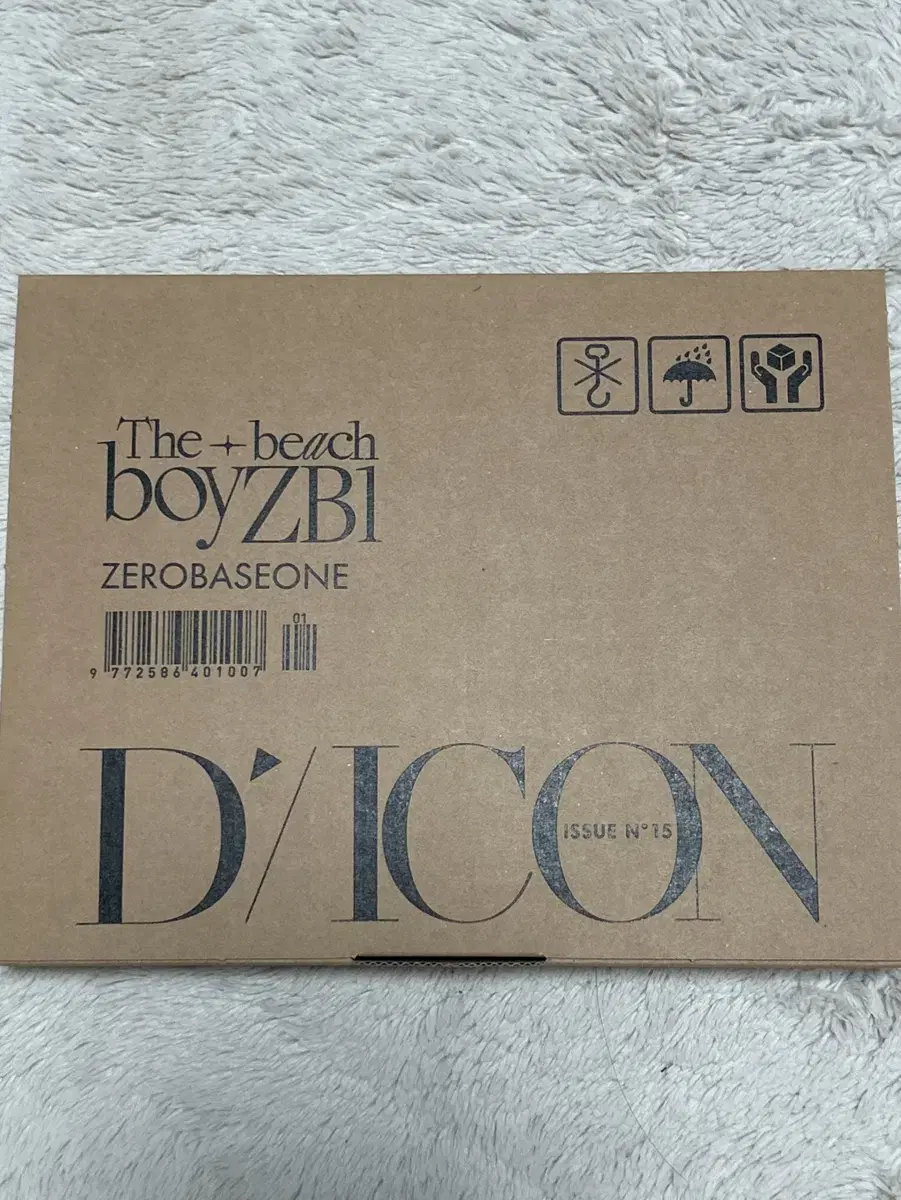 The beach
boyZB1
ZEROBASEONE
01
9 772586 401007
D'/ICON
ISSUE N°15